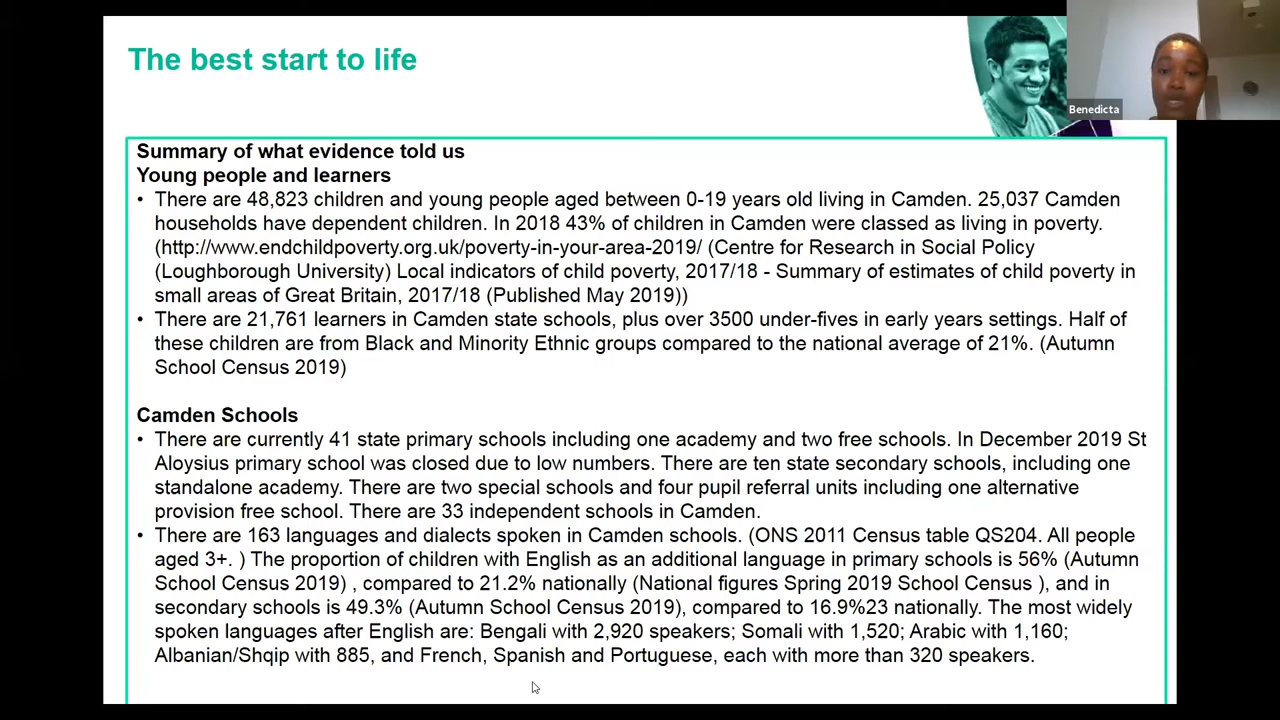 The best start to life
Benedicta
Summary of what evidence told us
Young people and learners
• There are 48,823 children and young people aged between 0-19 years old living in Camden. 25,037 Camden
households have dependent children. In 2018 43% of children in Camden were classed as living in poverty.
(http://www.endchildpoverty.org.uk/poverty-in-your-area-2019/ (Centre for Research in Social Policy
(Loughborough University) Local indicators of child poverty, 2017/18 - Summary of estimates of child poverty in
small areas of Great Britain, 2017/18 (Published May 2019))
• There are 21,761 learners in Camden state schools, plus over 3500 under-fives in early years settings. Half of
these children are from Black and Minority Ethnic groups compared to the national average of 21%. (Autumn
School Census 2019)
Camden Schools
• There are currently 41 state primary schools including one academy and two free schools. In December 2019 St
Aloysius primary school was closed due to low numbers. There are ten state secondary schools, including one
standalone academy. There are two special schools and four pupil referral units including one alternative
provision free school. There are 33 independent schools in Camden.
• There are 163 languages and dialects spoken in Camden schools. (ONS 2011 Census table QS204. All people
aged 3+. ) The proportion of children with English as an additional language in primary schools is 56% (Autumn
School Census 2019) , compared to 21.2% nationally (National figures Spring 2019 School Census ), and in
secondary schools is 49.3% (Autumn School Census 2019), compared to 16.9%23 nationally. The most widely
spoken languages after English are: Bengali with 2,920 speakers; Somali with 1,520; Arabic with 1,160;
Albanian/Shqip with 885, and French, Spanish and Portuguese, each with more than 320 speakers.